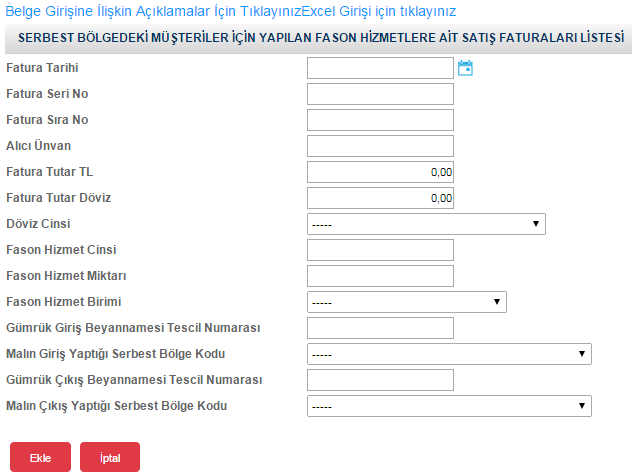 Belge Girişine İlişkin Açıklamalar İçin TıklayınızExcel Girişi için tıklayınız
SERBEST BÖLGEDEKİ MÜŞTERİLER İÇİN YAPILAN FASON HİZMETLERE AİT SATIŞ FATURALARI LİSTESİ
Fatura Tarihi
Fatura Seri No
Fatura Sıra No
Alıcı Ünvan
Fatura Tutar TL 0,00
Fatura Tutar Döviz 0,00
Döviz Cinsi -----
Fason Hizmet Cinsi
Fason Hizmet Miktarı
Fason Hizmet Birimi -----
Gümrük Giriş Beyannamesi Tescil Numarası
Malın Giriş Yaptığı Serbest Bölge Kodu -----
Gümrük Çıkış Beyannamesi Tescil Numarası
Malın Çıkış Yaptığı Serbest Bölge Kodu -----
Ekle İptal